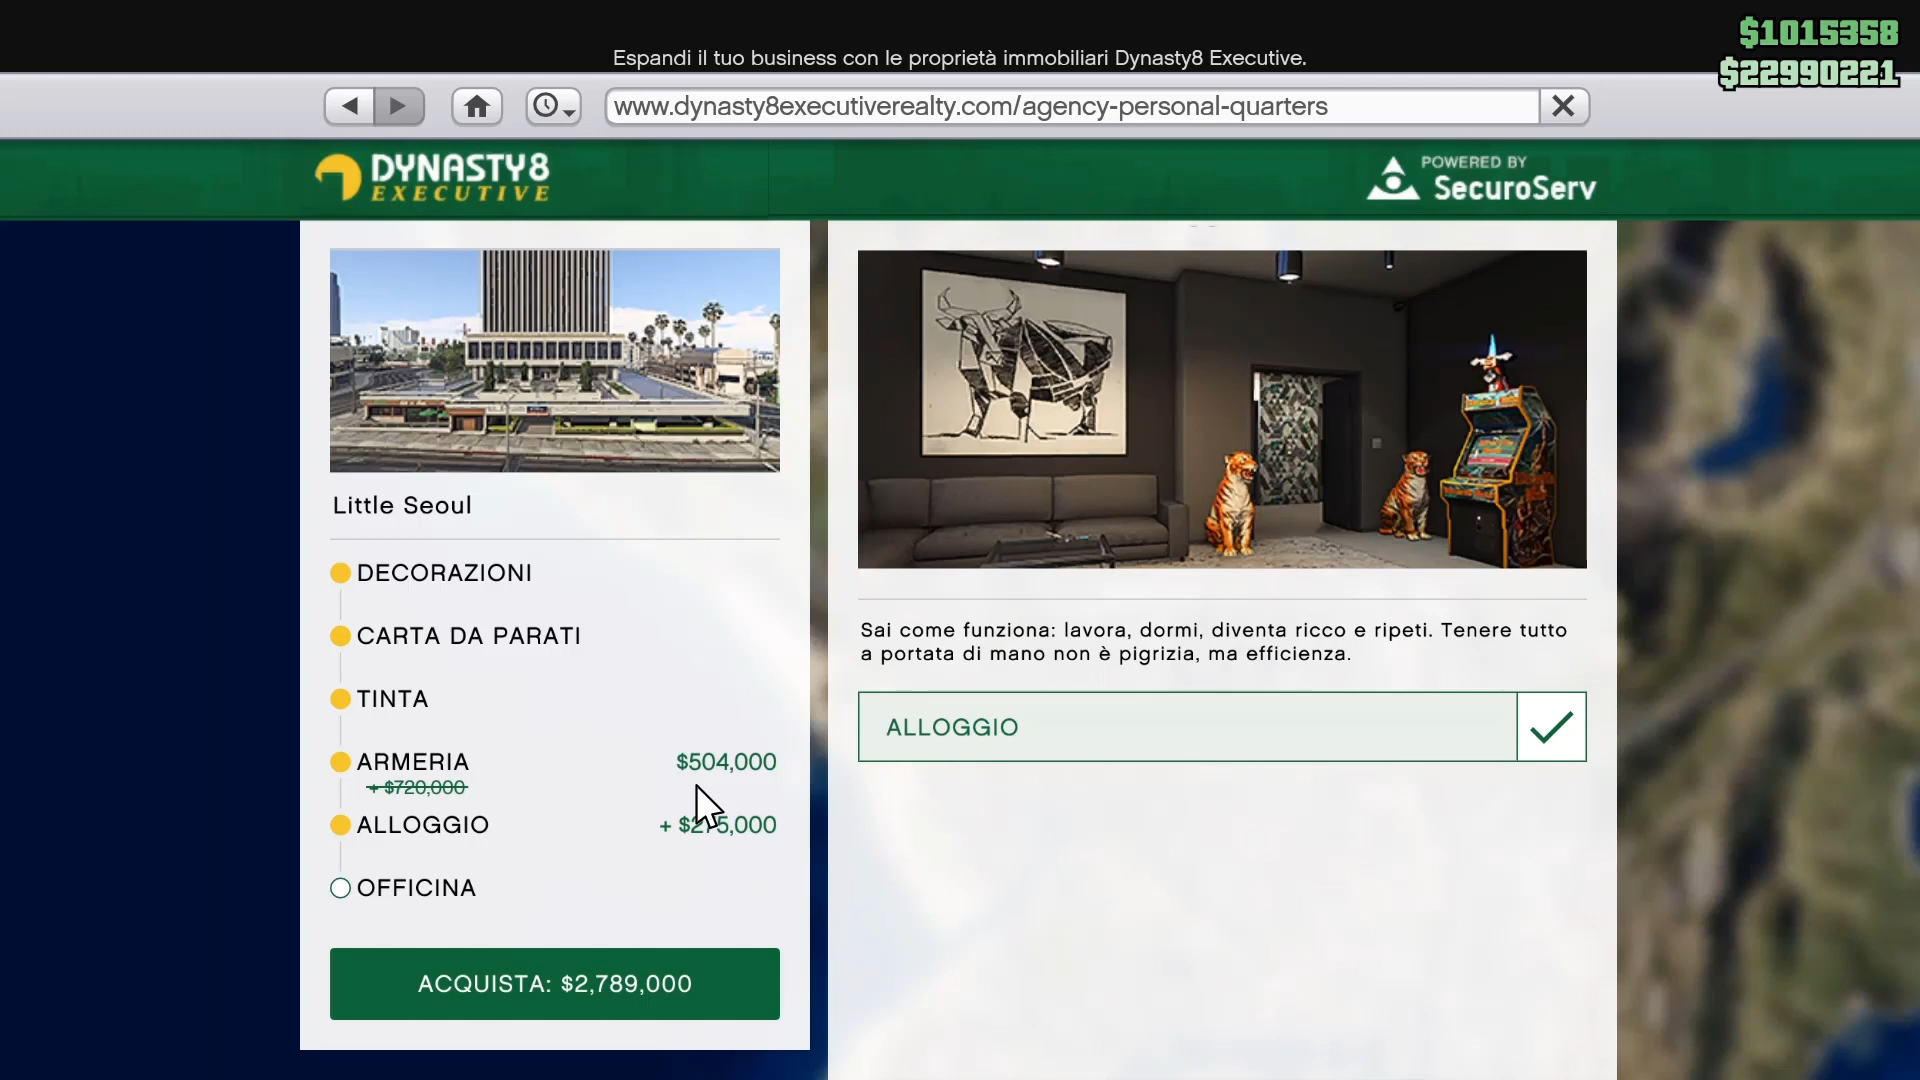 $1015358
Espandi il tuo business con le proprietà immobiliari Dynasty8 Executive.
$22990221
www.dynasty8executiverealty.com/agency-personal-quarters
DYNASTY8
EXECUTIVE
POWERED BY
SecuroServ
Little Seoul
DECORAZIONI
CARTA DA PARATI
TINTA
ARMERIA $504,000
+ $720,000
ALLOGGIO + $275,000
OFFICINA
ACQUISTA: $2,789,000
Sai come funziona: lavora, dormi, diventa ricco e ripeti. Tenere tutto
a portata di mano non è pigrizia, ma efficienza.
ALLOGGIO